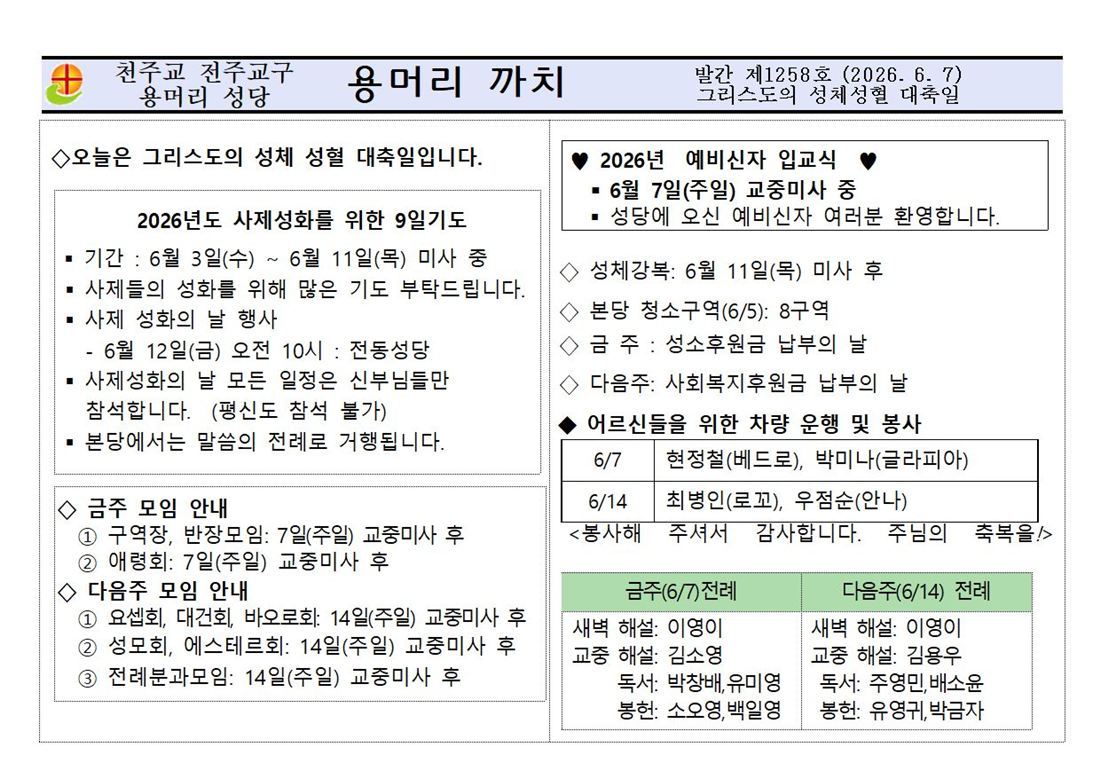 천주교 전주교구
용머리 성당
용머리 까치
발간 제1258호 (2026. 6. 7)
그리스도의 성체성혈 대축일
◇오늘은 그리스도의 성체 성혈 대축일입니다.
2026년도 사제성화를 위한 9일기도
▪ 기간 : 6월 3일(수) ~ 6월 11일(목) 미사 중
▪ 사제들의 성화를 위해 많은 기도 부탁드립니다.
▪ 사제 성화의 날 행사
- 6월 12일(금) 오전 10시 : 전동성당
▪ 사제성화의 날 모든 일정은 신부님들만
참석합니다. (평신도 참석 불가)
▪ 본당에서는 말씀의 전례로 거행됩니다.
◇ 금주 모임 안내
① 구역장, 반장모임: 7일(주일) 교중미사 후
② 애령회: 7일(주일) 교중미사 후
◇ 다음주 모임 안내
① 요셉회, 대건회, 바오로회: 14일(주일) 교중미사 후
② 성모회, 에스테르회: 14일(주일) 교중미사 후
③ 전례분과모임: 14일(주일) 교중미사 후
♥ 2026년 예비신자 입교식 ♥
▪ 6월 7일(주일) 교중미사 중
▪ 성당에 오신 예비신자 여러분 환영합니다.
◇ 성체강복: 6월 11일(목) 미사 후
◇ 본당 청소구역(6/5): 8구역
◇ 금 주 : 성소후원금 납부의 날
◇ 다음주: 사회복지후원금 납부의 날
◆ 어르신들을 위한 차량 운행 및 봉사
6/7 현정철(베드로), 박미나(글라피아)
6/14 최병인(로꼬), 우점순(안나)
<봉사해 주셔서 감사합니다. 주님의 축복을!>
금주(6/7)전례
새벽 해설: 이영이
교중 해설: 김소영
독서: 박창배,유미영
봉헌: 소오영,백일영
다음주(6/14) 전례
새벽 해설: 이영이
교중 해설: 김용우
독서: 주영민,배소윤
봉헌: 유영귀,박금자